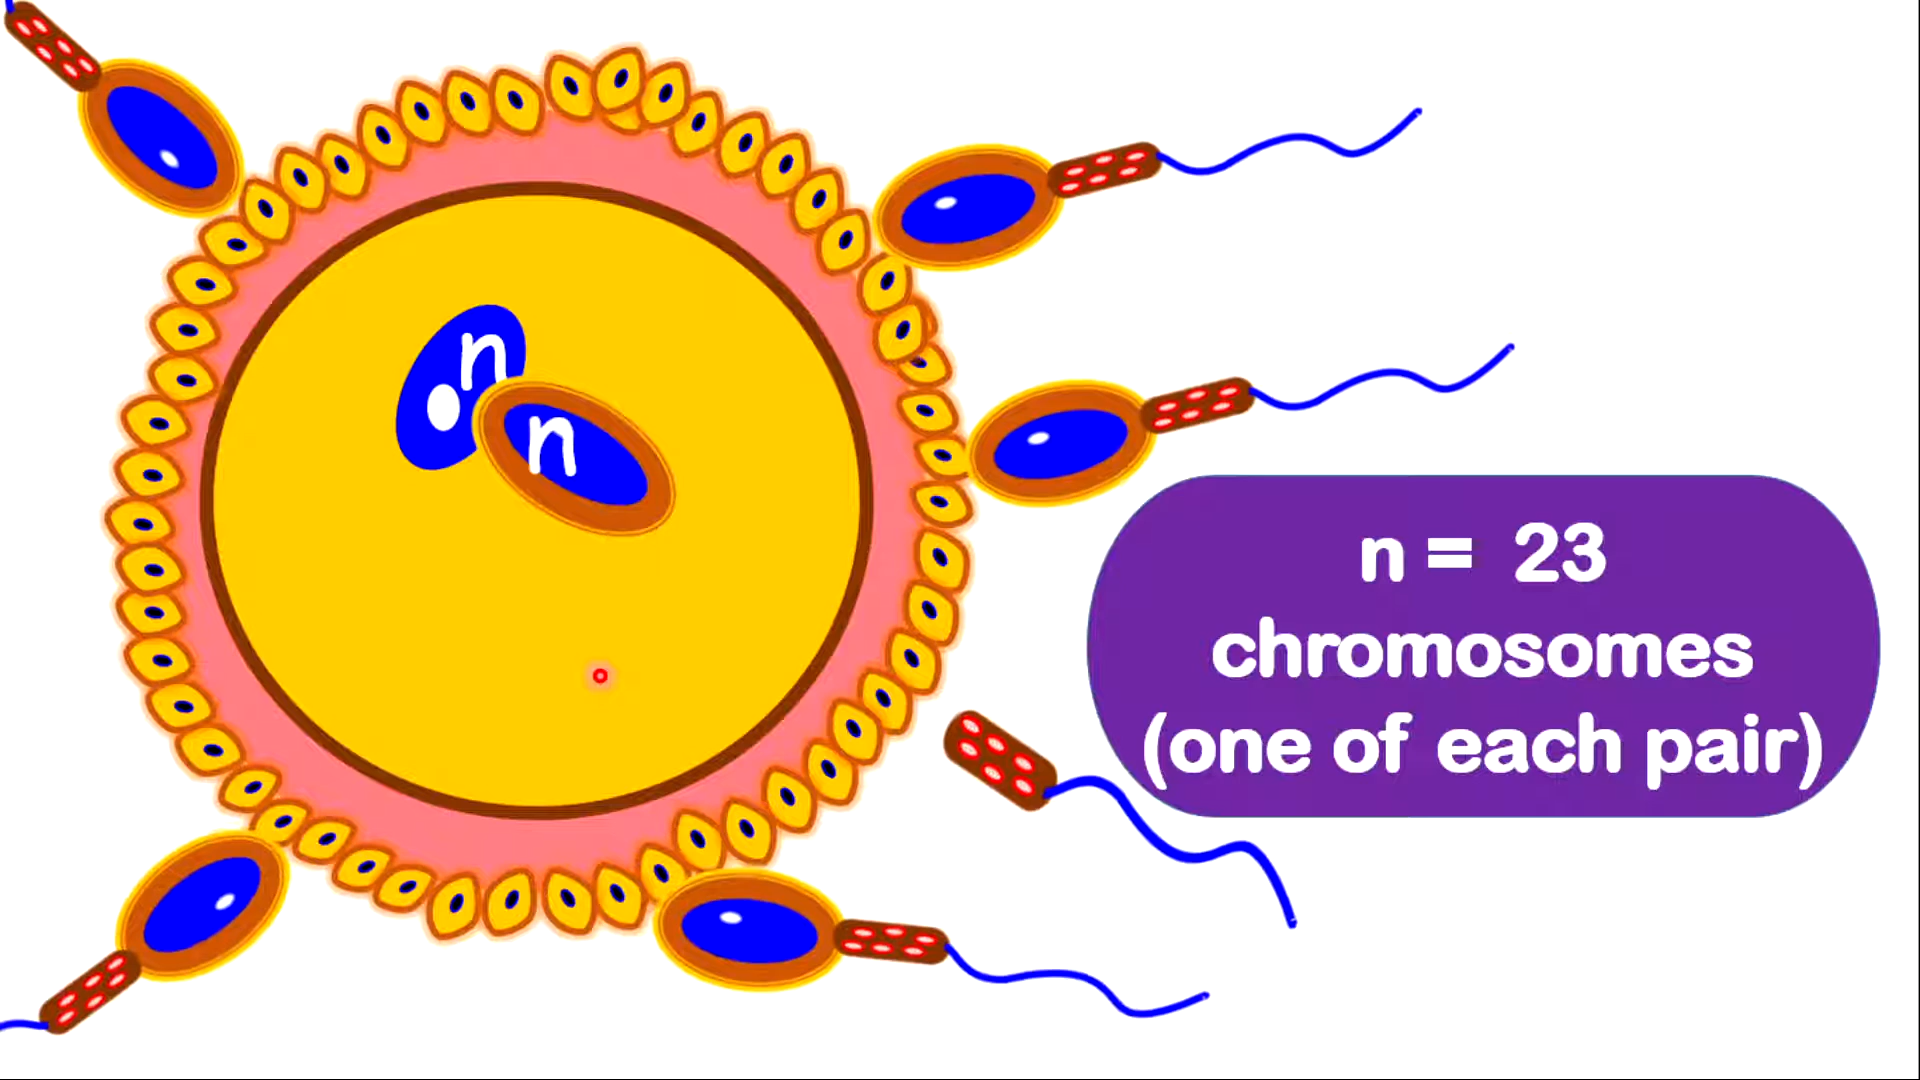 n
n
n = 23
chromosomes
(one of each pair)